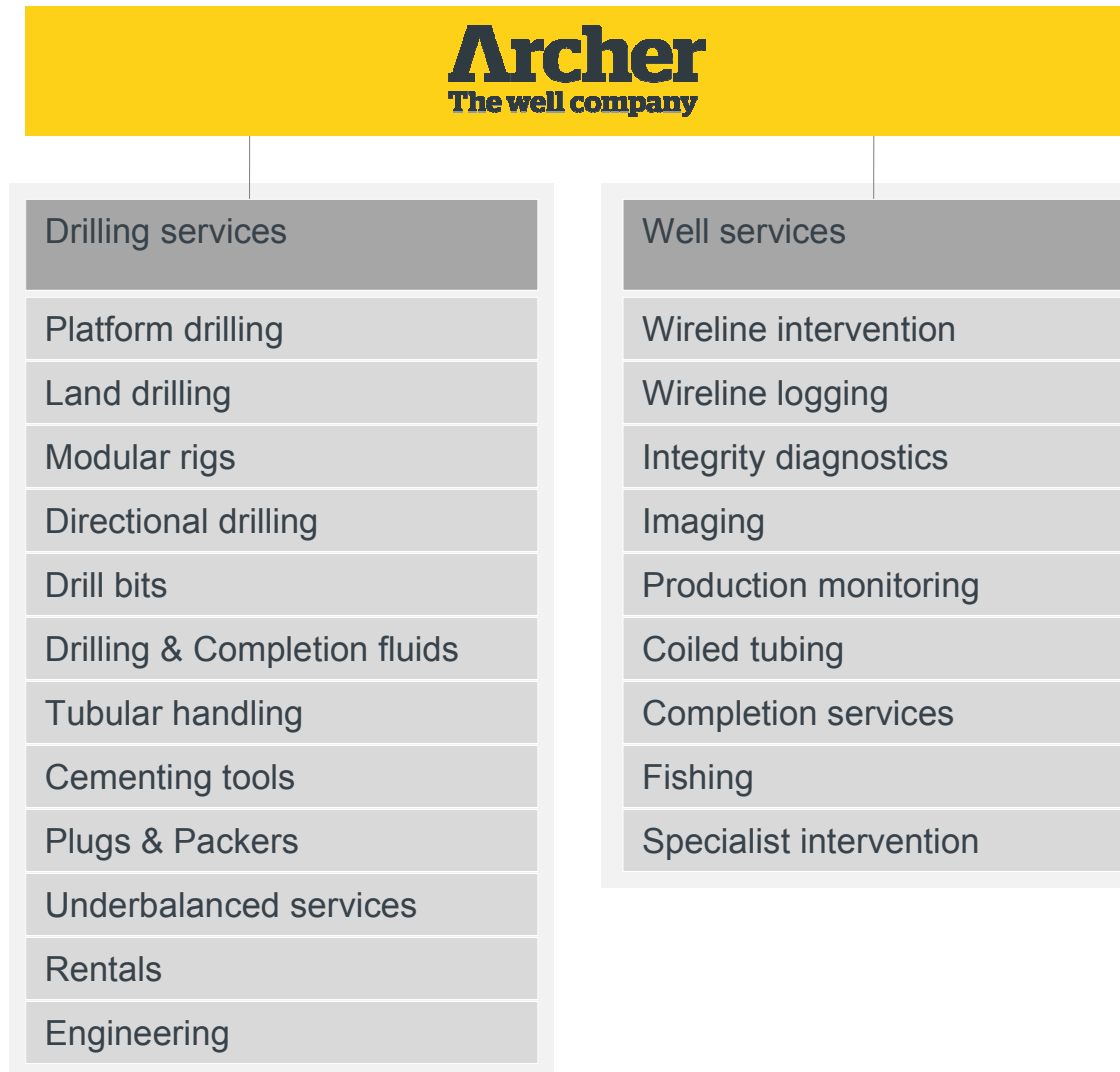 Archer
The well company
Drilling services
Platform drilling
Land drilling
Modular rigs
Directional drilling
Drill bits
Drilling & Completion fluids
Tubular handling
Cementing tools
Plugs & Packers
Underbalanced services
Rentals
Engineering
Well services
Wireline intervention
Wireline logging
Integrity diagnostics
Imaging
Production monitoring
Coiled tubing
Completion services
Fishing
Specialist intervention